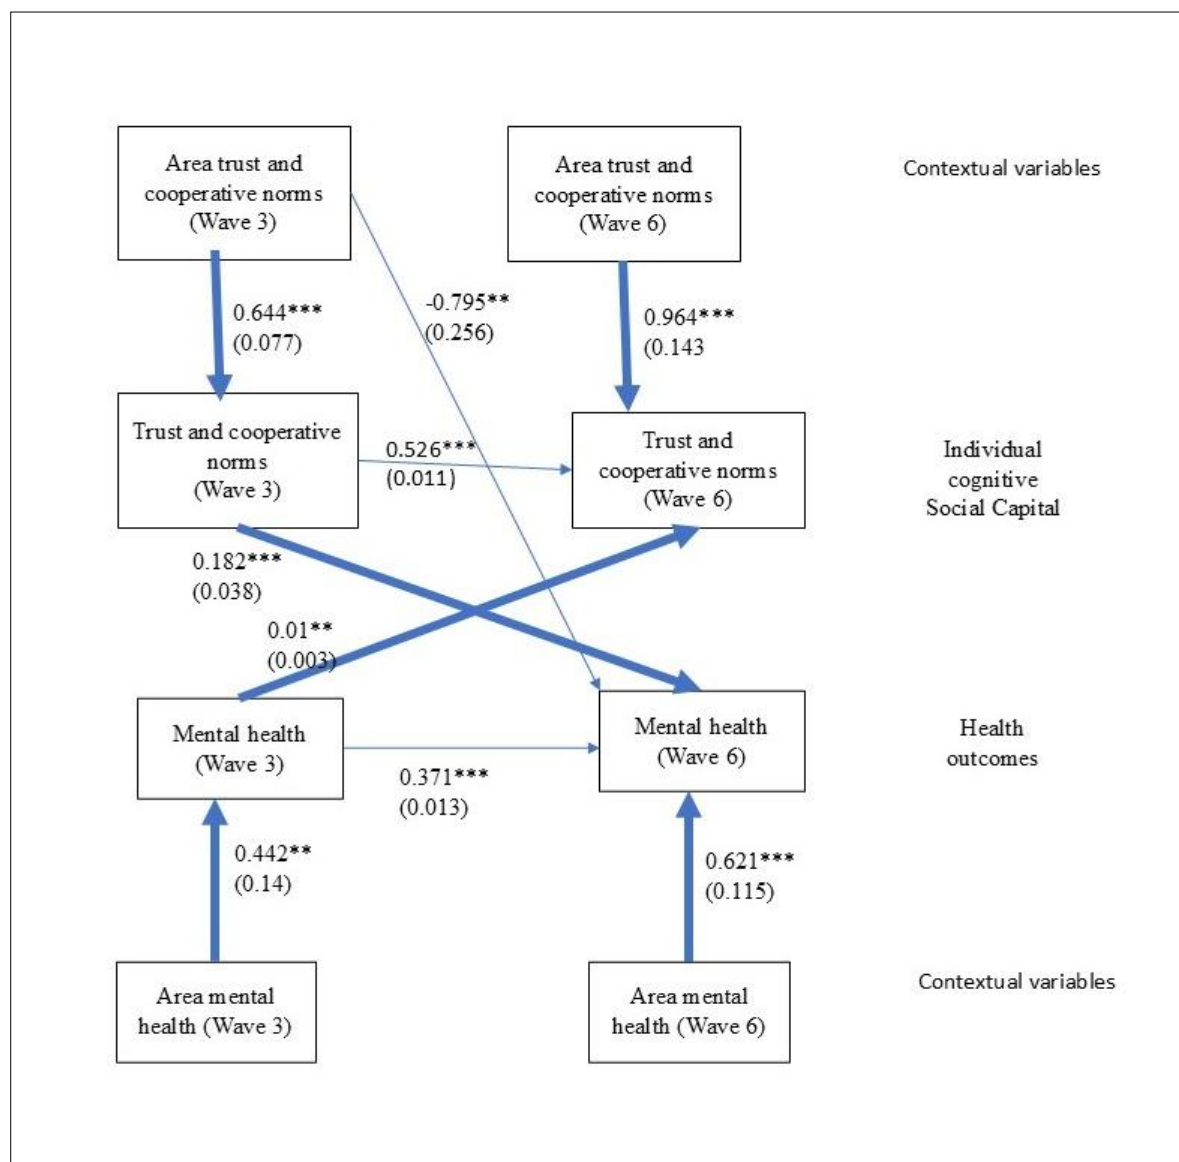 Area trust and
cooperative norms
(Wave 3)
Area trust and
cooperative norms
(Wave 6)
Contextual variables
0.644***
(0.077)
-0.795**
(0.256)
0.964***
(0.143
Trust and cooperative
norms
(Wave 3)
0.526***
(0.011)
Trust and
cooperative norms
(Wave 6)
Individual
cognitive
Social Capital
0.182***
(0.038)
0.01**
(0.003)
Mental health
(Wave 3)
Mental health
(Wave 6)
Health
outcomes
0.371***
(0.013)
0.442**
(0.14)
0.621***
(0.115)
Area mental
health (Wave 3)
Area mental
health (Wave 6)
Contextual variables